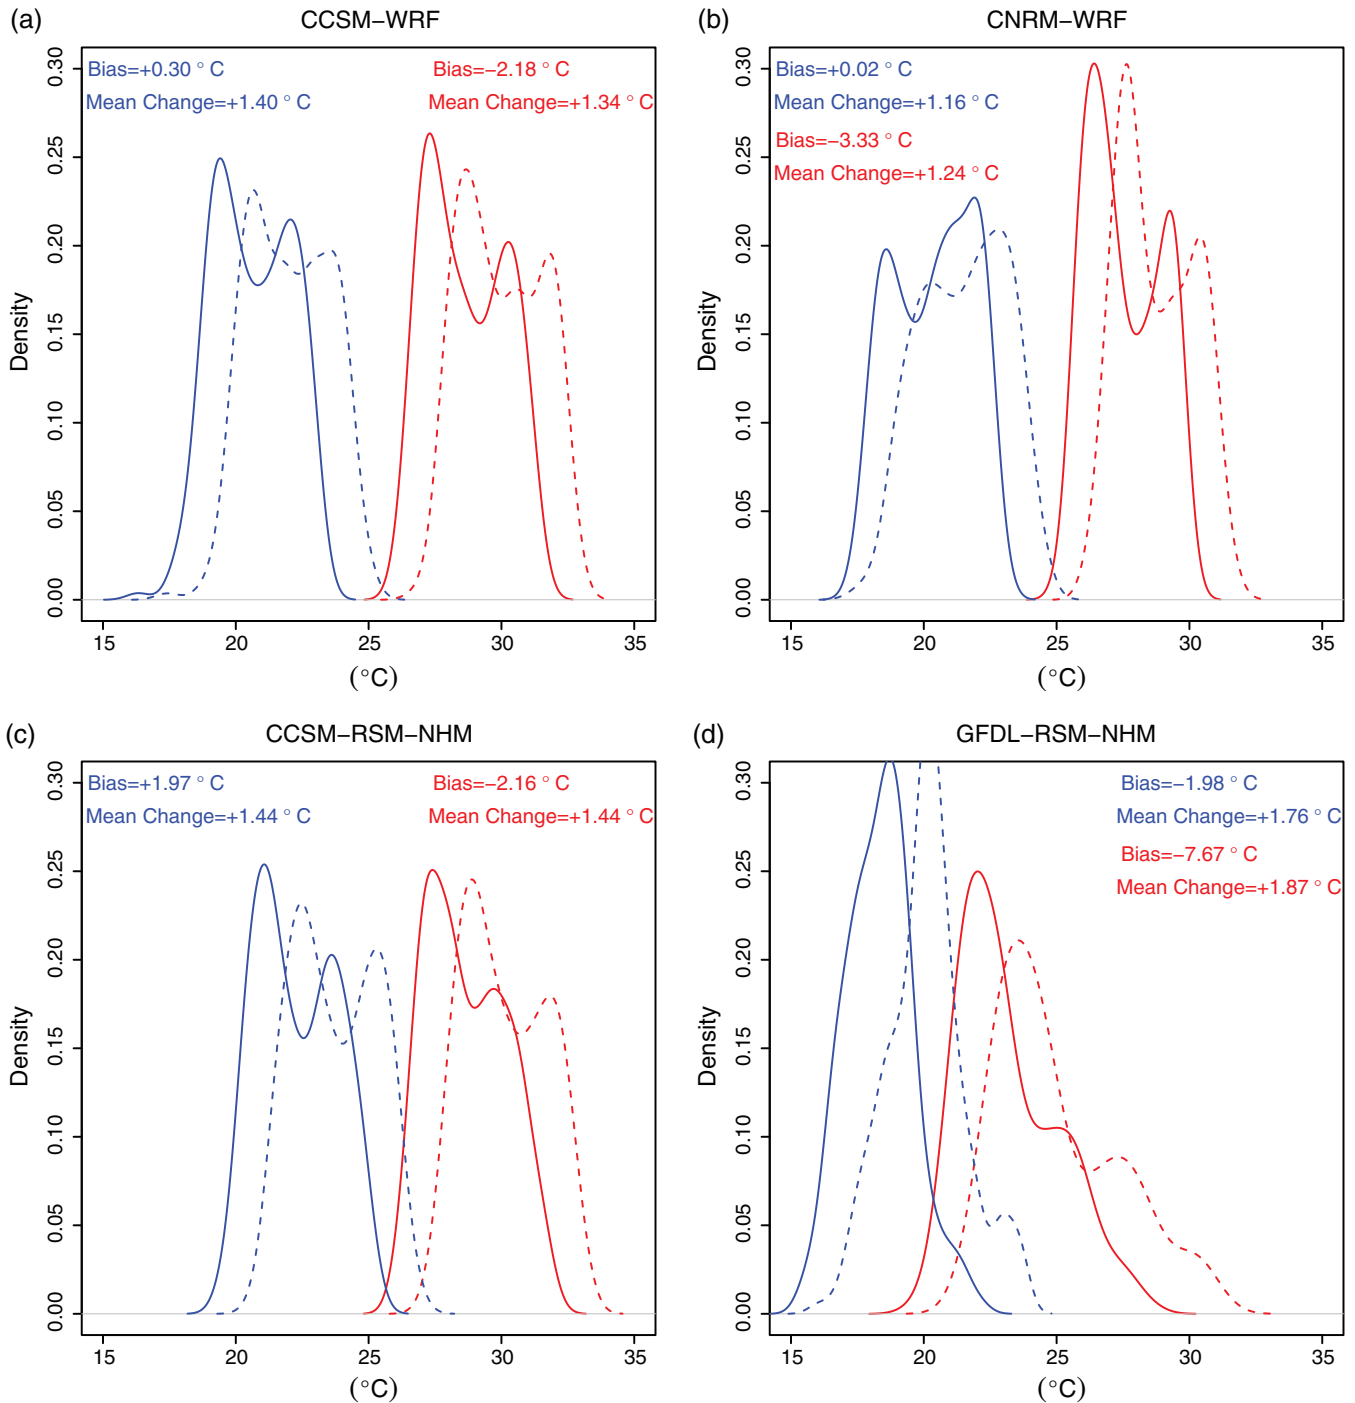 (a)
CCSM−WRF
Bias=+0.30 ° C
Mean Change=+1.40 ° C
Bias=−2.18 ° C
Mean Change=+1.34 ° C
Density
0.30
0.25
0.20
0.15
0.10
0.05
0.00
15 20 25 30 35
(°C)
(b)
CNRM−WRF
Bias=+0.02 ° C
Mean Change=+1.16 ° C
Bias=−3.33 ° C
Mean Change=+1.24 ° C
Density
0.30
0.25
0.20
0.15
0.10
0.05
0.00
15 20 25 30 35
(°C)
(c)
CCSM−RSM−NHM
Bias=+1.97 ° C
Mean Change=+1.44 ° C
Bias=−2.16 ° C
Mean Change=+1.44 ° C
Density
0.30
0.25
0.20
0.15
0.10
0.05
0.00
15 20 25 30 35
(°C)
(d)
GFDL−RSM−NHM
Bias=−1.98 ° C
Mean Change=+1.76 ° C
Bias=−7.67 ° C
Mean Change=+1.87 ° C
Density
0.30
0.25
0.20
0.15
0.10
0.05
0.00
15 20 25 30 35
(°C)